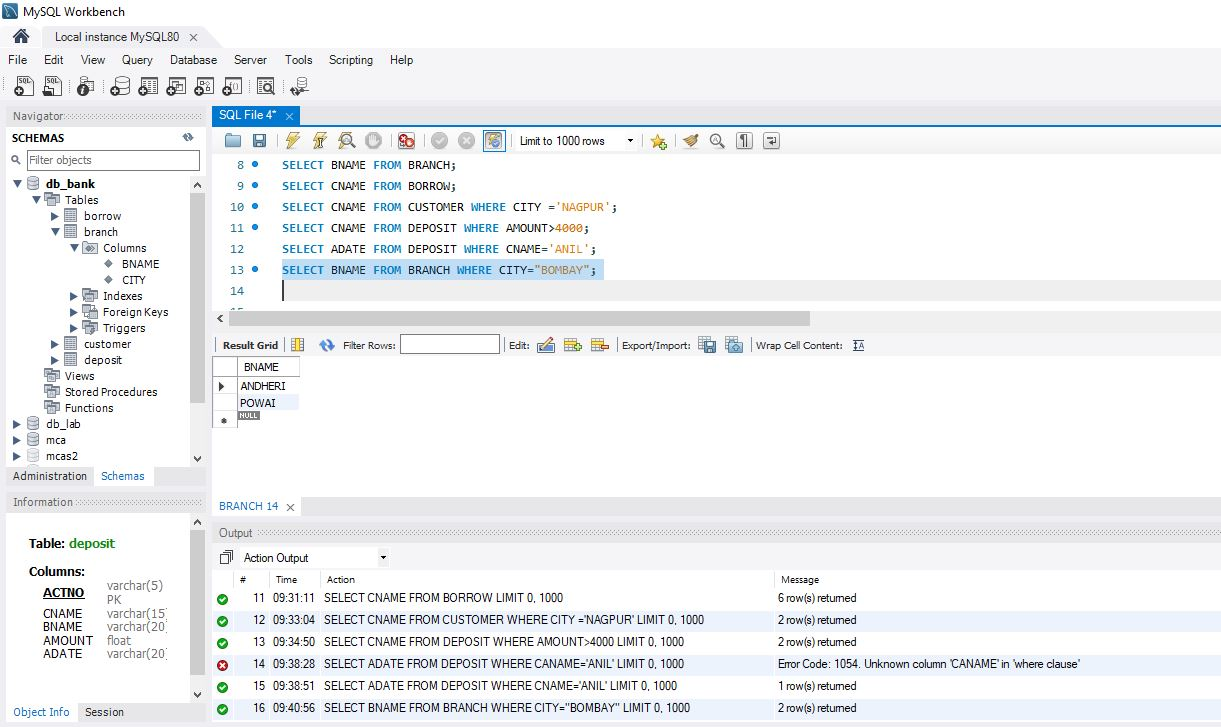 MySQL Workbench
Local instance MySQL80
File Edit View Query Database Server Tools Scripting Help
Navigator
SCHEMAS
Filter objects
db_bank
Tables
borrow
branch
Columns
BNAME
CITY
Indexes
Foreign Keys
Triggers
customer
deposit
Views
Stored Procedures
Functions
db_lab
mca
mcas2
Administration Schemas
Information
Table: deposit
Columns:
ACTNO varchar(5) PK
CNAME varchar(15)
BNAME varchar(20)
AMOUNT float
ADATE varchar(20)
Object Info Session
SQL File 4*
Limit to 1000 rows
8 SELECT BNAME FROM BRANCH;
9 SELECT CNAME FROM BORROW;
10 SELECT CNAME FROM CUSTOMER WHERE CITY ='NAGPUR';
11 SELECT CNAME FROM DEPOSIT WHERE AMOUNT>4000;
12 SELECT ADATE FROM DEPOSIT WHERE CNAME='ANIL';
13 SELECT BNAME FROM BRANCH WHERE CITY="BOMBAY";
14
Result Grid Filter Rows: Edit: Export/Import: Wrap Cell Content:
BNAME
ANDHERI
POWAI
NULL
BRANCH 14
Output
Action Output
# Time Action Message
11 09:31:11 SELECT CNAME FROM BORROW LIMIT 0, 1000 6 row(s) returned
12 09:33:04 SELECT CNAME FROM CUSTOMER WHERE CITY ='NAGPUR' LIMIT 0, 1000 2 row(s) returned
13 09:34:50 SELECT CNAME FROM DEPOSIT WHERE AMOUNT>4000 LIMIT 0, 1000 2 row(s) returned
14 09:38:28 SELECT ADATE FROM DEPOSIT WHERE CANAME='ANIL' LIMIT 0, 1000 Error Code: 1054. Unknown column 'CANAME' in 'where clause'
15 09:38:51 SELECT ADATE FROM DEPOSIT WHERE CNAME='ANIL' LIMIT 0, 1000 1 row(s) returned
16 09:40:56 SELECT BNAME FROM BRANCH WHERE CITY="BOMBAY" LIMIT 0, 1000 2 row(s) returned